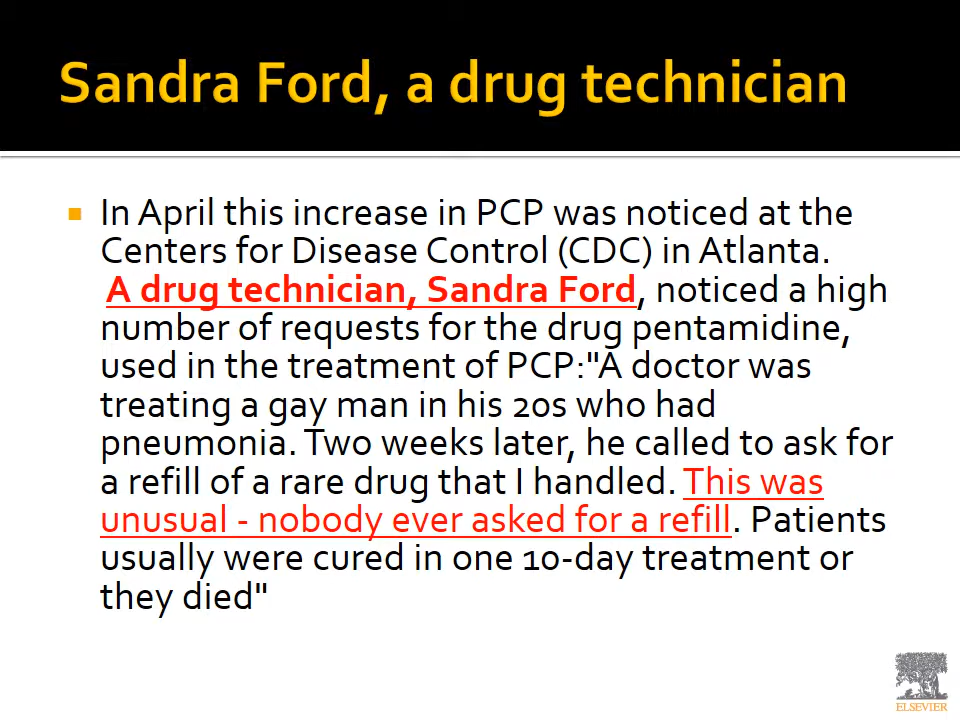 Sandra Ford, a drug technician
In April this increase in PCP was noticed at the
Centers for Disease Control (CDC) in Atlanta.
A drug technician, Sandra Ford, noticed a high
number of requests for the drug pentamidine,
used in the treatment of PCP:"A doctor was
treating a gay man in his 20s who had
pneumonia. Two weeks later, he called to ask for
a refill of a rare drug that I handled. This was
unusual - nobody ever asked for a refill. Patients
usually were cured in one 10-day treatment or
they died"
ELSEVIER